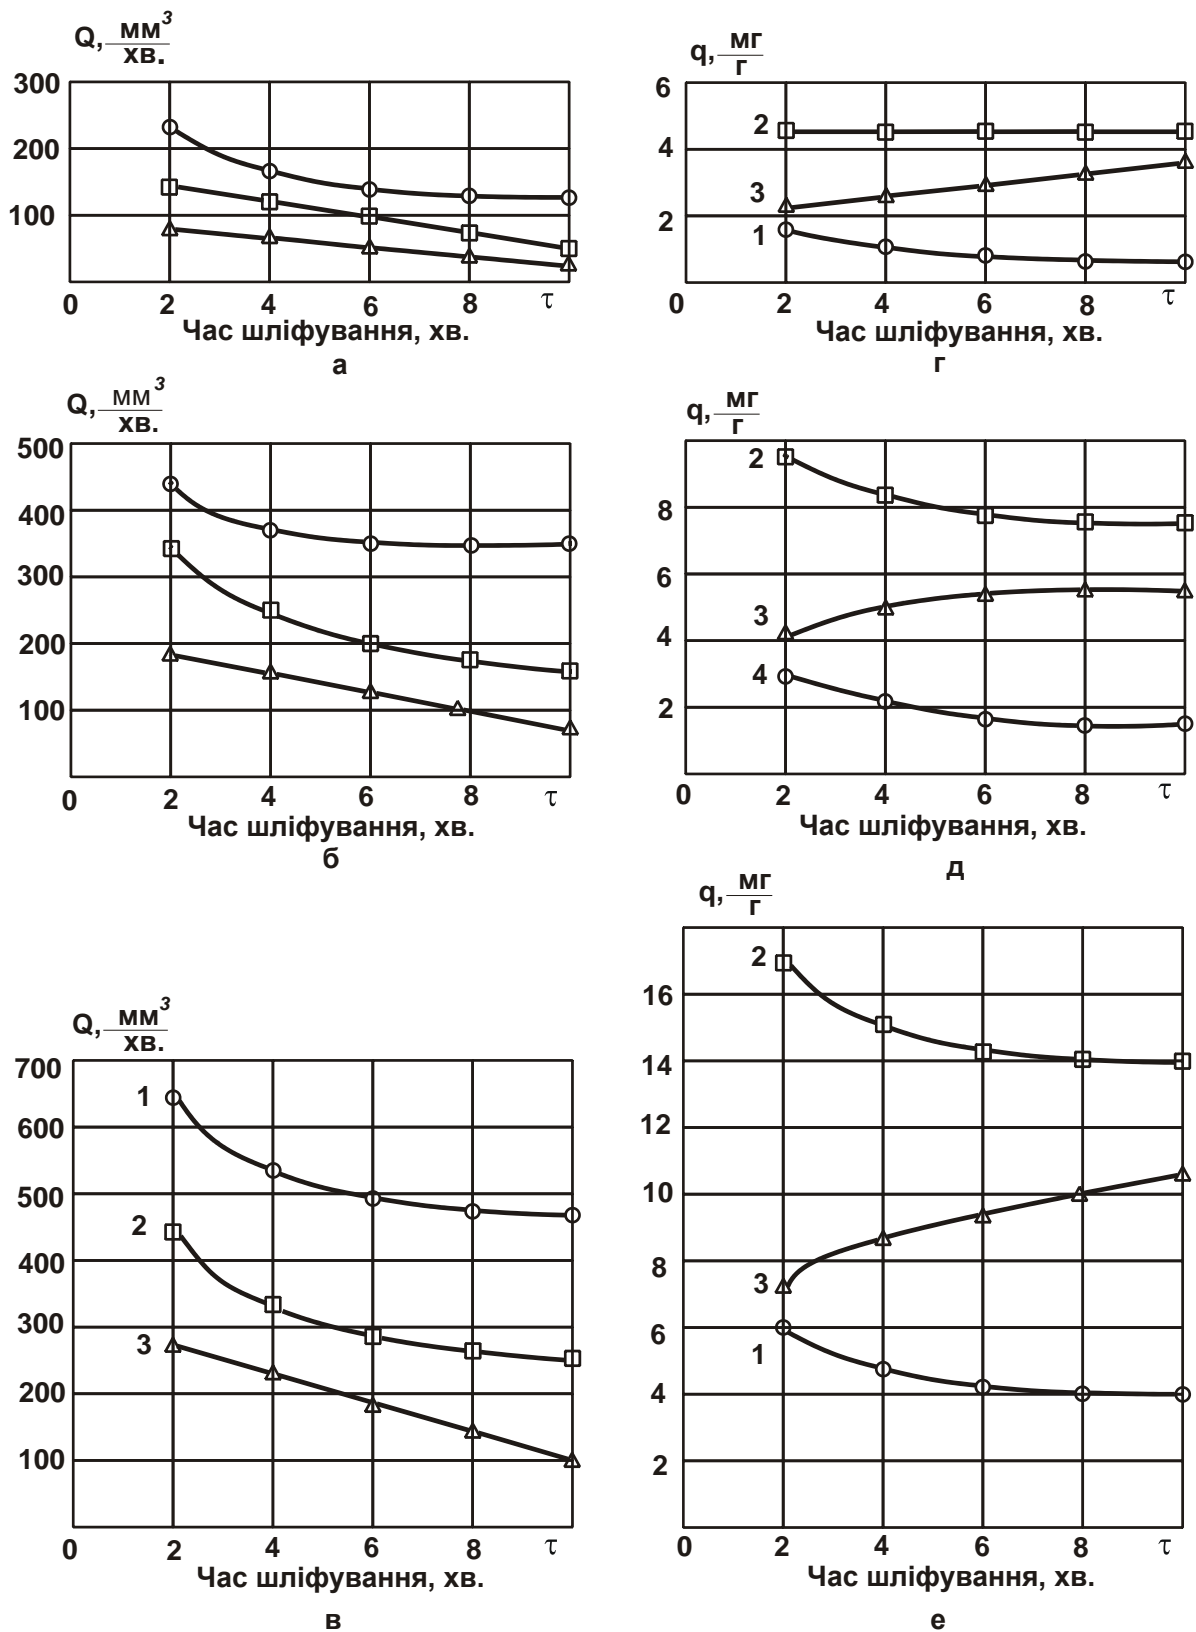 Q, мм³
хв.
300
200
100
0 2 4 6 8 τ
Час шліфування, хв.
а
q, мг
г
6
4
2
2
3
1
0 2 4 6 8 τ
Час шліфування, хв.
г
Q, мм³
хв.
500
400
300
200
100
0 2 4 6 8 τ
Час шліфування, хв.
б
q, мг
г
8
6
4
2
2
3
4
0 2 4 6 8 τ
Час шліфування, хв.
д
Q, мм³
хв.
700
600
500
400
300
200
100
1
2
3
0 2 4 6 8 τ
Час шліфування, хв.
в
q, мг
г
16
14
12
10
8
6
4
2
2
3
1
0 2 4 6 8 τ
Час шліфування, хв.
е